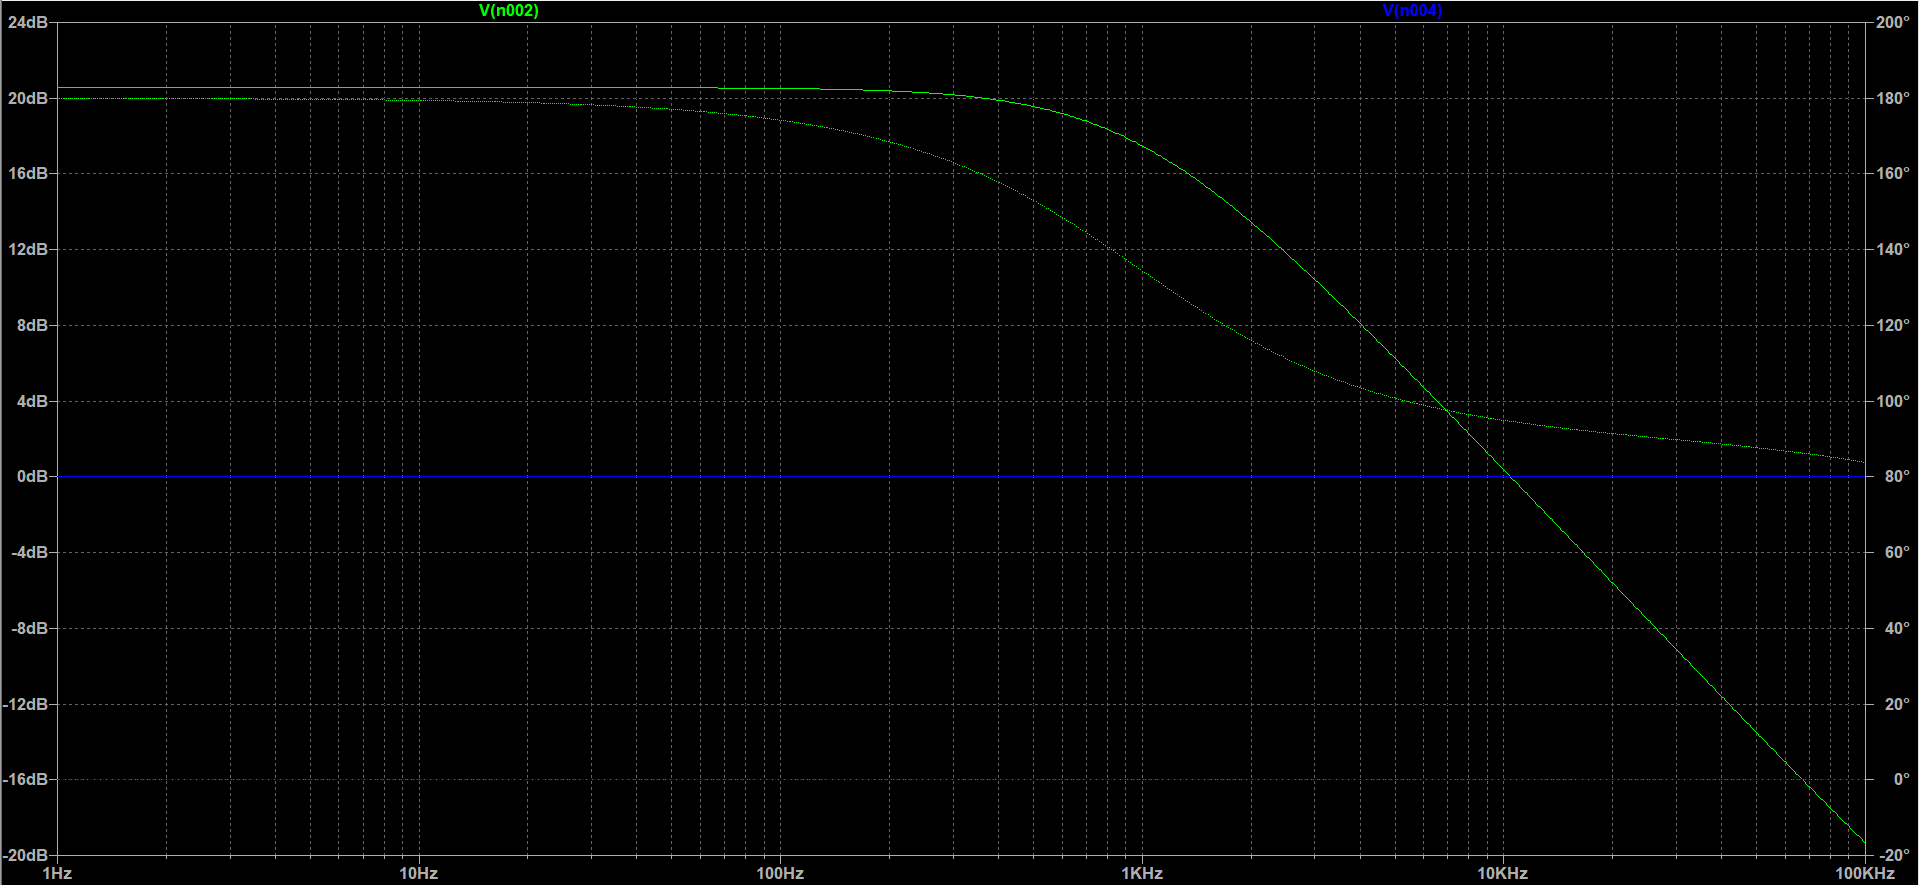 V(n002) V(n004)
24dB 200°
20dB 180°
16dB 160°
12dB 140°
8dB 120°
4dB 100°
0dB 80°
-4dB 60°
-8dB 40°
-12dB 20°
-16dB 0°
-20dB -20°
1Hz 10Hz 100Hz 1KHz 10KHz 100KHz